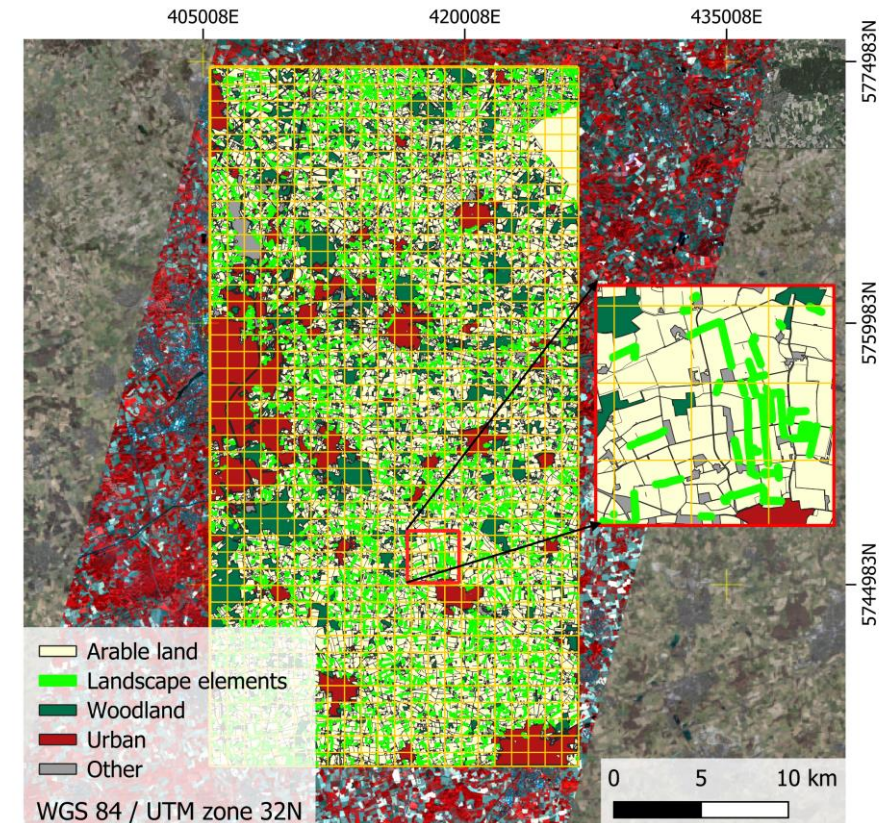 405008E 420008E 435008E
5774983N
5759983N
5744983N
Arable land
Landscape elements
Woodland
Urban
Other
WGS 84 / UTM zone 32N
0 5 10 km